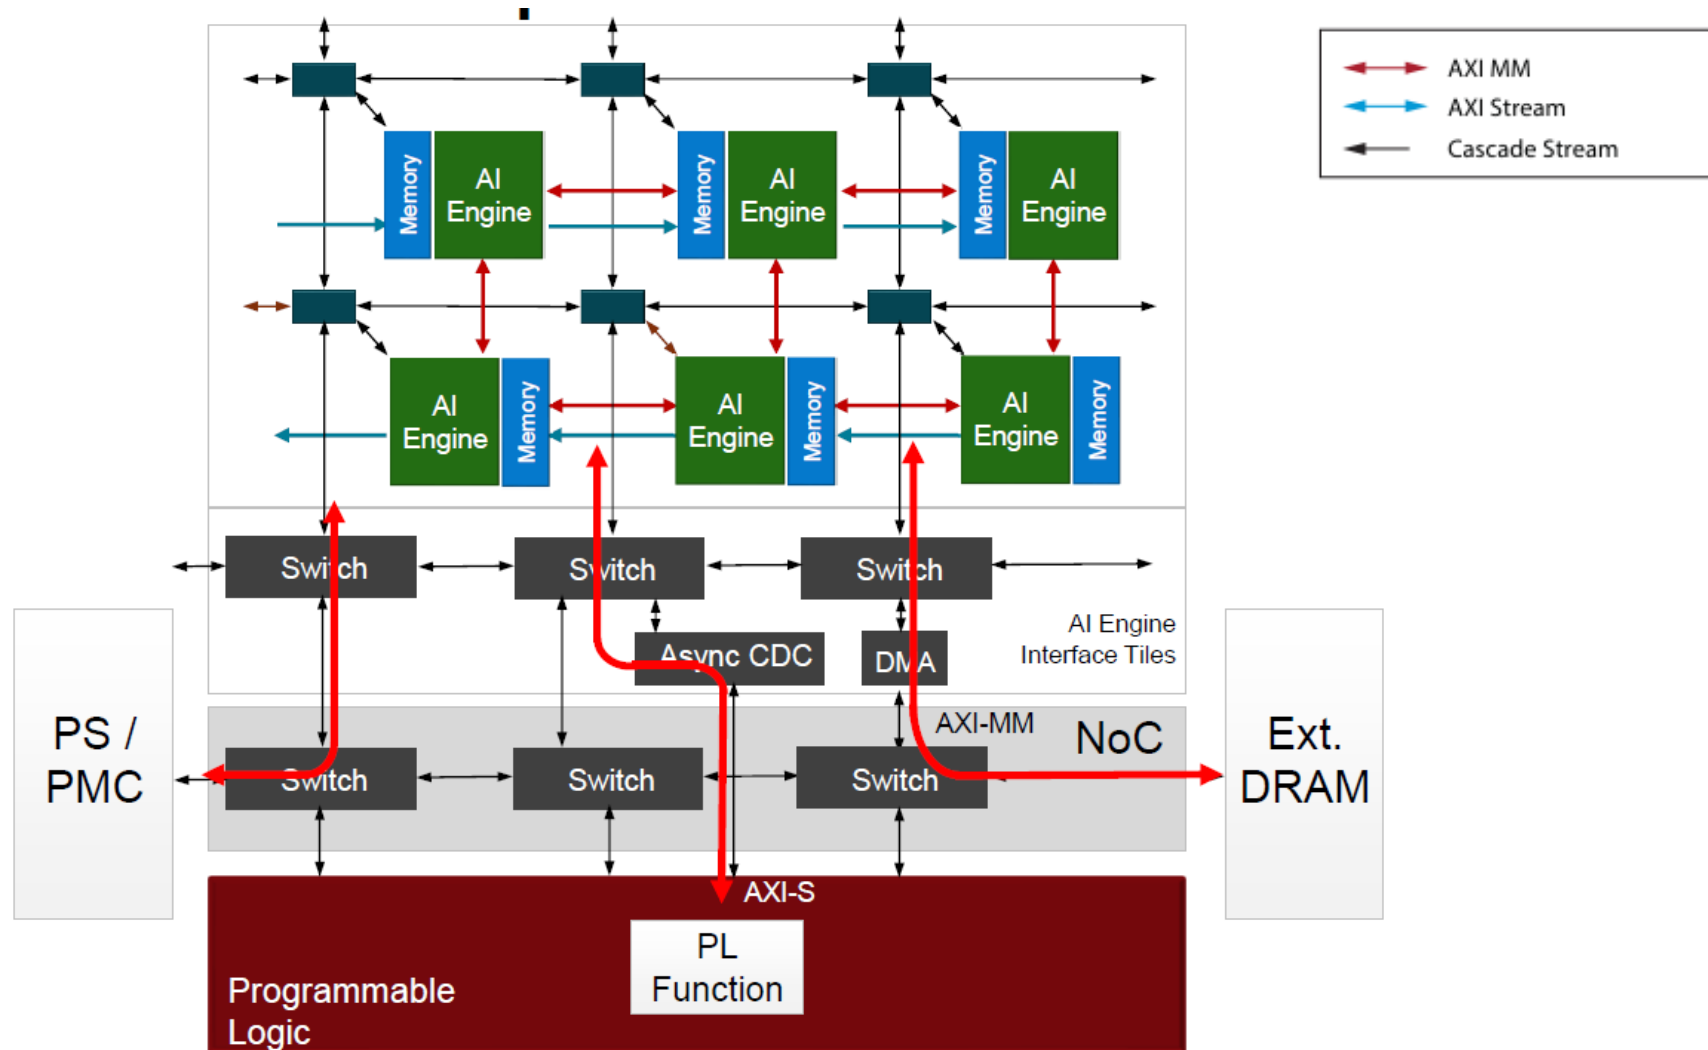 AXI MM
AXI Stream
Cascade Stream
Memory
AI
Engine
Memory
AI
Engine
Memory
AI
Engine
AI
Engine
Memory
AI
Engine
Memory
AI
Engine
Memory
Switch
Switch
Switch
Async CDC
DMA
AI Engine
Interface Tiles
PS /
PMC
AXI-MM
NoC
Switch
Switch
Switch
Ext.
DRAM
AXI-S
PL
Function
Programmable
Logic